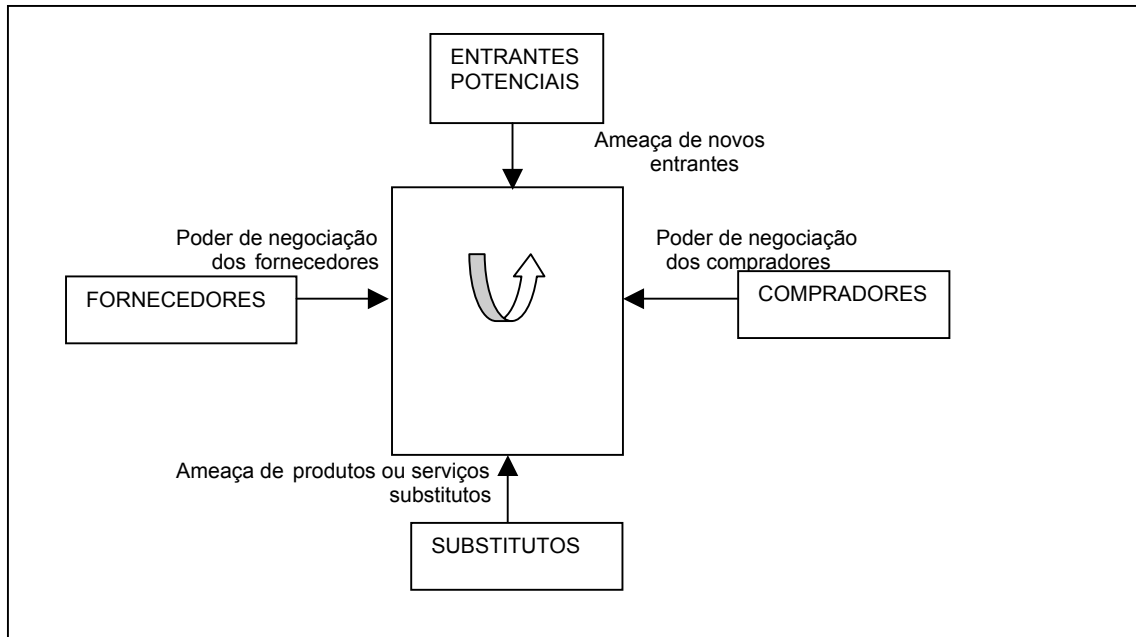 ENTRANTES
POTENCIAIS
Ameaça de novos
entrantes
Poder de negociação
dos fornecedores
FORNECEDORES
Poder de negociação
dos compradores
COMPRADORES
Ameaça de produtos ou serviços
substitutos
SUBSTITUTOS